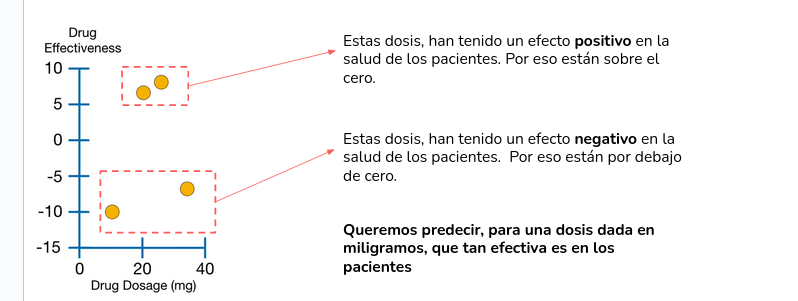 Drug
Effectiveness
10
5
0
-5
-10
-15
0
20
40
Drug Dosage (mg)
Estas dosis, han tenido un efecto positivo en la
salud de los pacientes. Por eso están sobre el
cero.
Estas dosis, han tenido un efecto negativo en la
salud de los pacientes.  Por eso están por debajo
de cero.
Queremos predecir, para una dosis dada en
miligramos, que tan efectiva es en los
pacientes